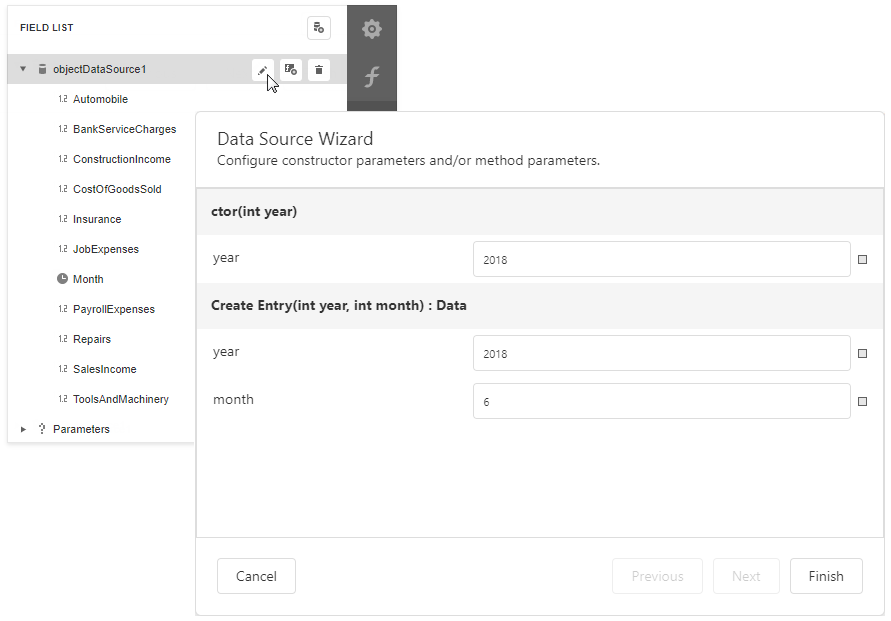 FIELD LIST
objectDataSource1
1.2 Automobile
1.2 BankServiceCharges
1.2 ConstructionIncome
1.2 CostOfGoodsSold
1.2 Insurance
1.2 JobExpenses
Month
1.2 PayrollExpenses
1.2 Repairs
1.2 SalesIncome
1.2 ToolsAndMachinery
Parameters
Data Source Wizard
Configure constructor parameters and/or method parameters.
ctor(int year)
year 2018
Create Entry(int year, int month) : Data
year 2018
month 6
Cancel Previous Next Finish